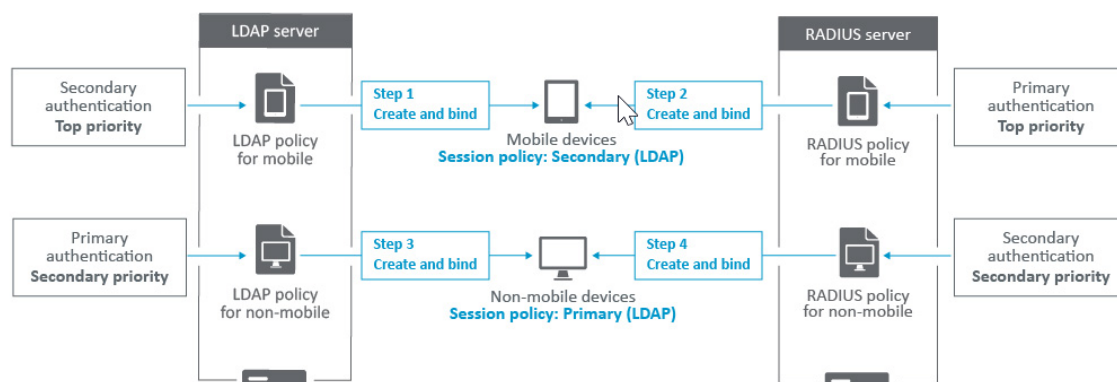 LDAP server
RADIUS server
Secondary
authentication
Top priority
LDAP policy
for mobile
Step 1
Create and bind
Mobile devices
Session policy: Secondary (LDAP)
Step 2
Create and bind
RADIUS policy
for mobile
Primary
authentication
Top priority
Primary
authentication
Secondary priority
LDAP policy
for non-mobile
Step 3
Create and bind
Non-mobile devices
Session policy: Primary (LDAP)
Step 4
Create and bind
RADIUS policy
for non-mobile
Secondary
authentication
Secondary priority